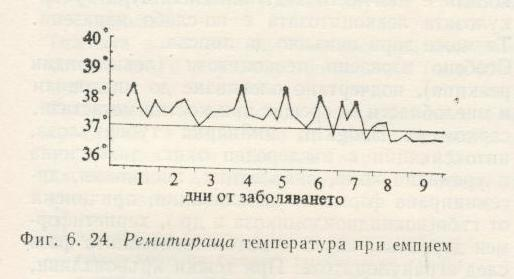 40°
39°
38°
37°
36°
1 2 3 4 5 6 7 8 9
дни от заболяването
Фиг. 6. 24. Ремитираща температура при емпием